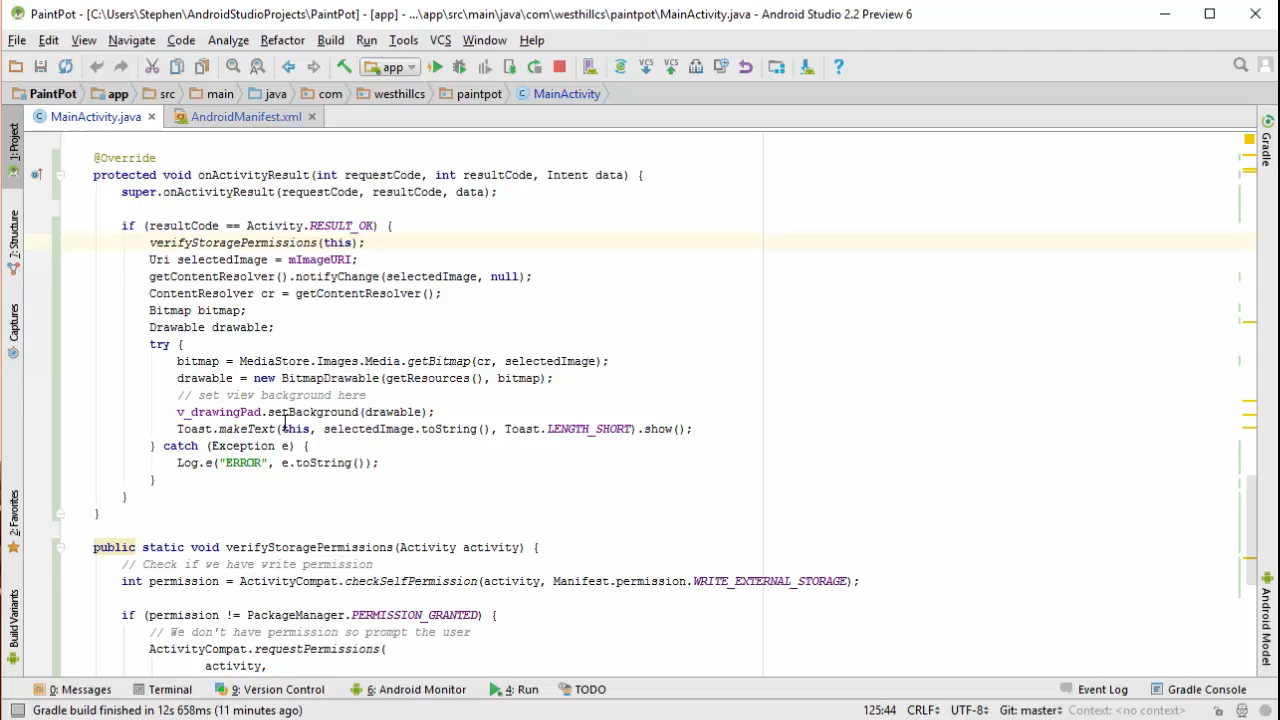 PaintPot - [C:\Users\Stephen\AndroidStudioProjects\PaintPot] - [app] - ...\app\src\main\java\com\westhillcs\paintpot\MainActivity.java - Android Studio 2.2 Preview 6
File Edit View Navigate Code Analyze Refactor Build Run Tools VCS Window Help
app
VCS VCS
PaintPot app src main java com westhillcs paintpot MainActivity
MainActivity.java AndroidManifest.xml
1: Project
7: Structure
Captures
2: Favorites
Build Variants
Gradle
Android Model
@Override
protected void onActivityResult(int requestCode, int resultCode, Intent data) {
super.onActivityResult(requestCode, resultCode, data);
if (resultCode == Activity.RESULT_OK) {
verifyStoragePermissions(this);
Uri selectedImage = mImageURI;
getContentResolver().notifyChange(selectedImage, null);
ContentResolver cr = getContentResolver();
Bitmap bitmap;
Drawable drawable;
try {
bitmap = MediaStore.Images.Media.getBitmap(cr, selectedImage);
drawable = new BitmapDrawable(getResources(), bitmap);
// set view background here
v_drawingPad.setBackground(drawable);
Toast.makeText(this, selectedImage.toString(), Toast.LENGTH_SHORT).show();
} catch (Exception e) {
Log.e("ERROR", e.toString());
}
}
}
public static void verifyStoragePermissions(Activity activity) {
// Check if we have write permission
int permission = ActivityCompat.checkSelfPermission(activity, Manifest.permission.WRITE_EXTERNAL_STORAGE);
if (permission != PackageManager.PERMISSION_GRANTED) {
// We don't have permission so prompt the user
ActivityCompat.requestPermissions(
activity,
0: Messages Terminal 9: Version Control 6: Android Monitor 4: Run TODO Event Log Gradle Console
Gradle build finished in 12s 658ms (11 minutes ago) 125:44 CRLF UTF-8 Git: master Context: <no context>